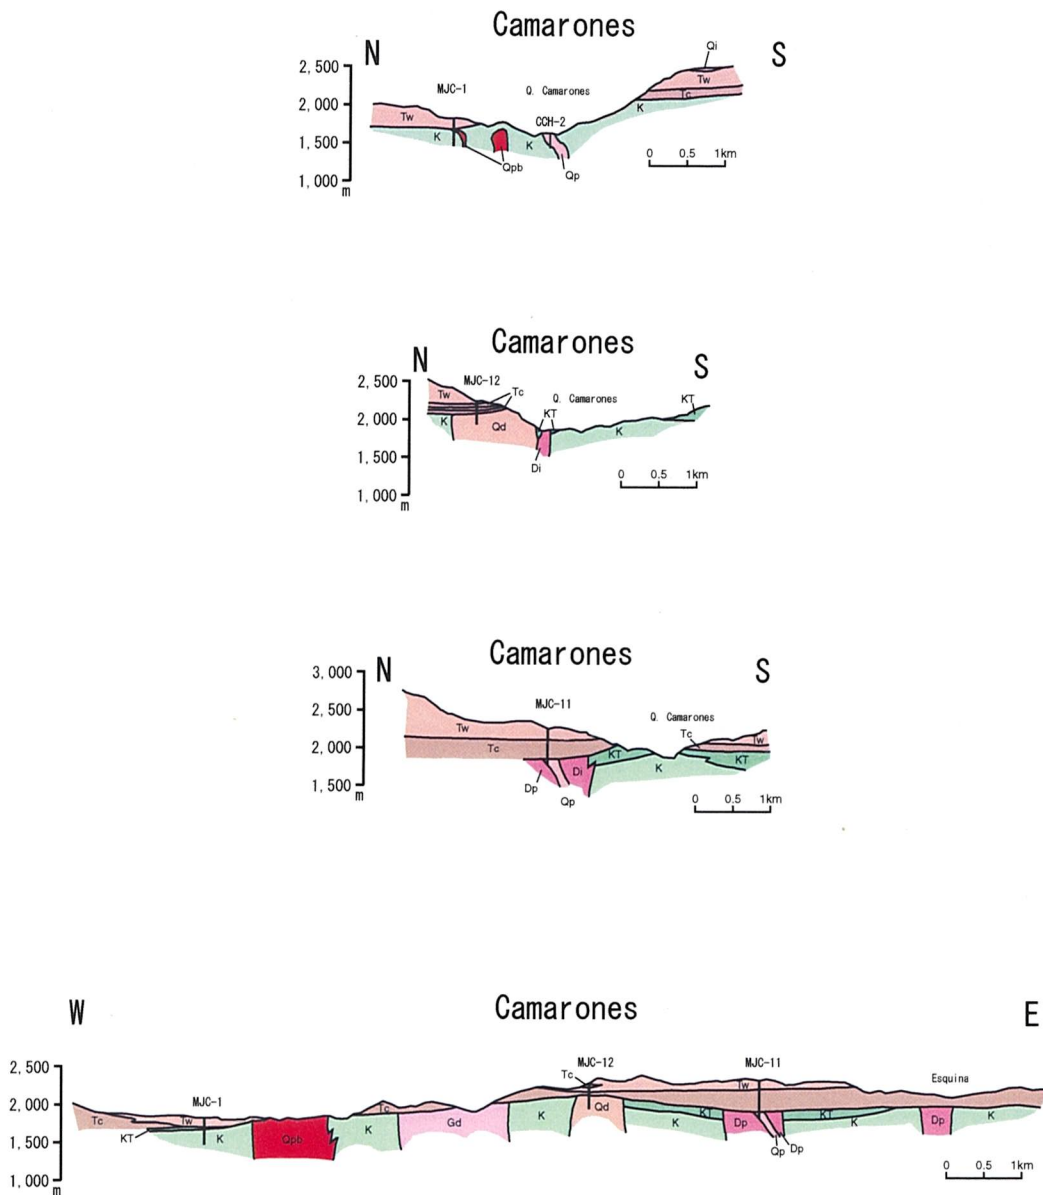 Camarones
N
S
Qi
2,500
Tw
MJC-1
Q. Camarones
Tc
2,000
K
Tw
CCH-2
1,500
K
K
0 0.5 1km
Qpb
Qp
1,000
m
Camarones
N
S
2,500
MJC-12
Tc
Tw
Q. Camarones
KT
KT
2,000
K
Qd
K
Di
1,500
0 0.5 1km
1,000
m
Camarones
3,000
N
S
MJC-11
2,500
Q. Camarones
Tw
Tc
Tw
2,000
Tc
KT
KT
K
Di
Dp
Qp
1,500
0 0.5 1km
m
Camarones
W
E
2,500
MJC-12
MJC-11
Tc
Esquina
Tw
MJC-1
2,000
Tc
Tw
Tc
Qd
KT
KT
K
Gd
K
Dp
K
Dp
K
KT
K
Qpb
K
1,500
Qp
Dp
0 0.5 1km
1,000
m